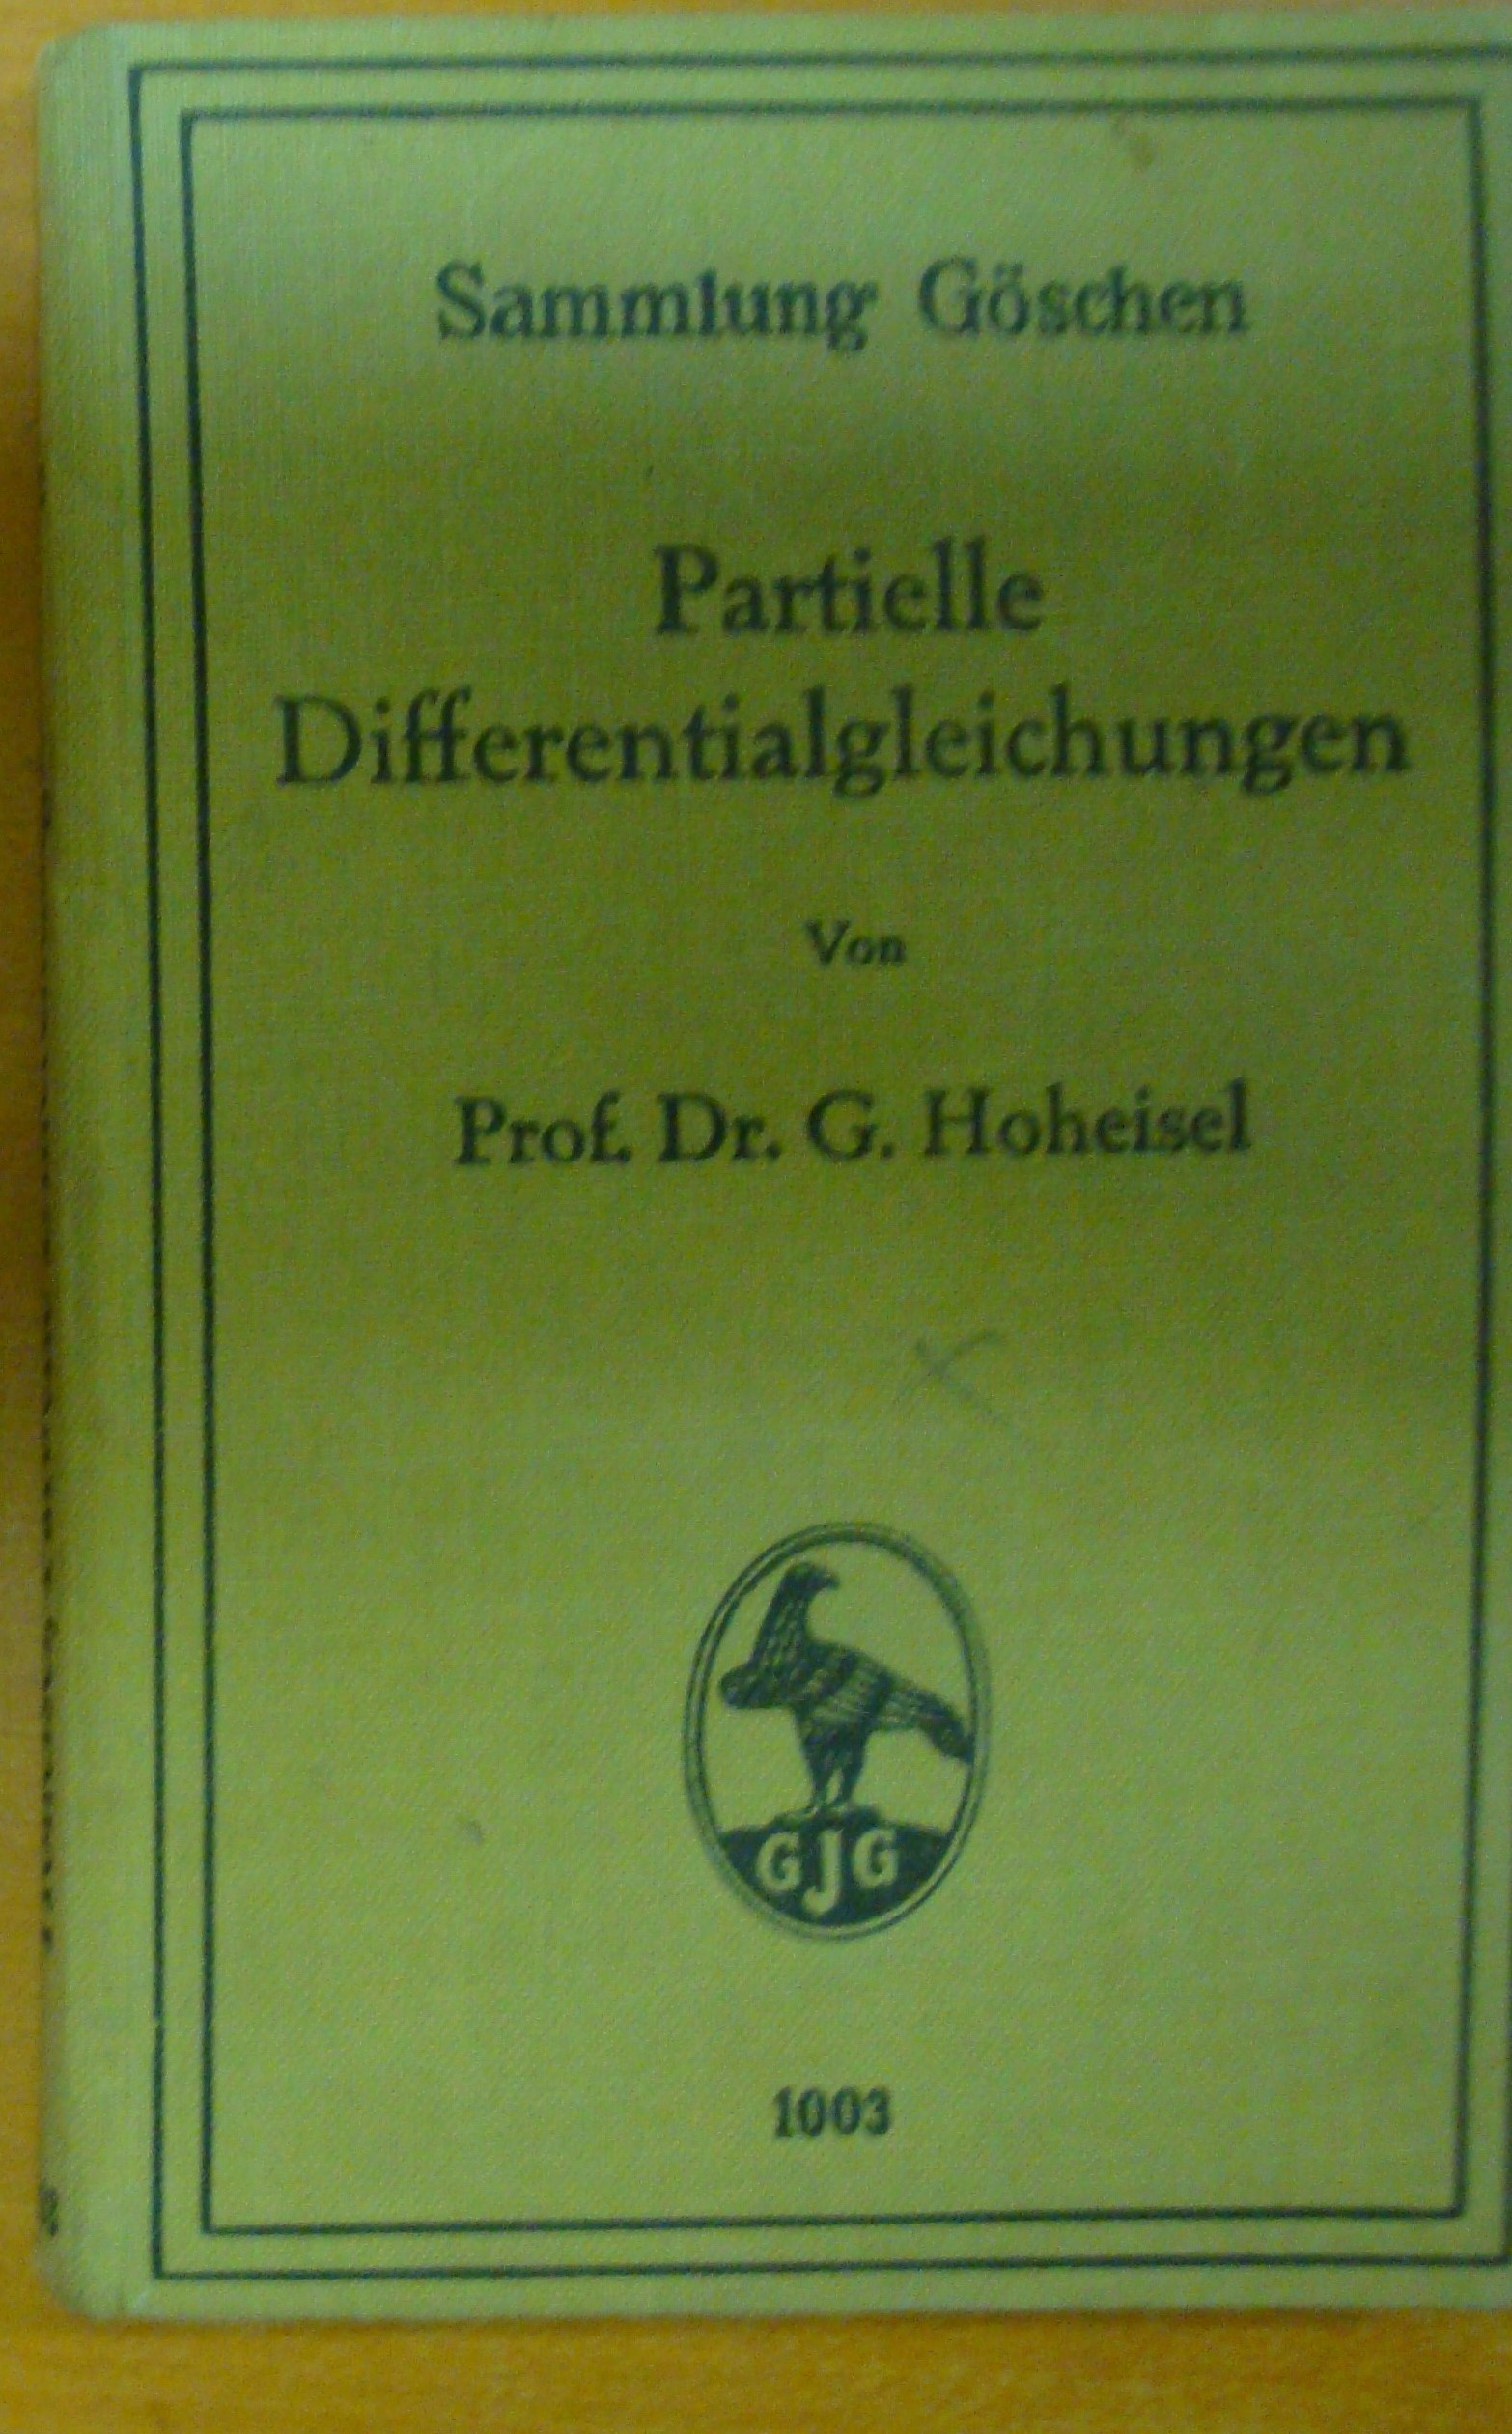 Sammlung Göschen
Partielle
Differentialgleichungen
Von
Prof. Dr. G. Hoheisel
GJG
1003